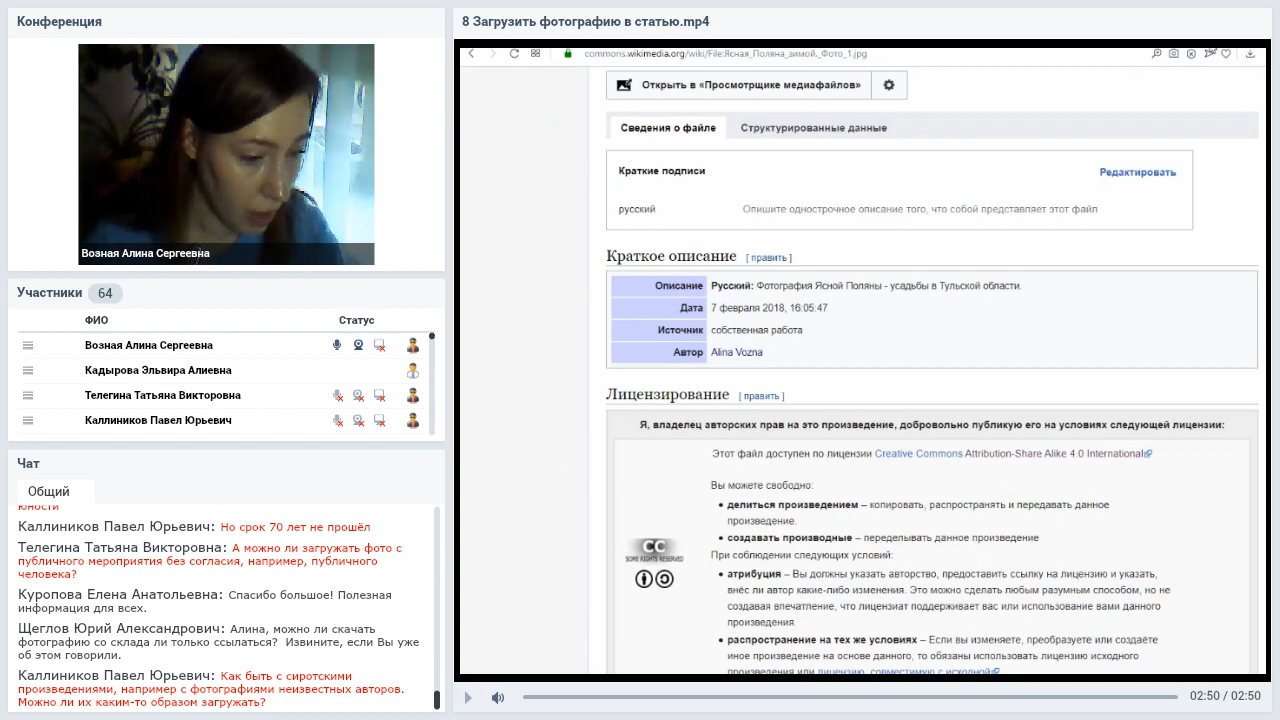 Конференция
Возная Алина Сергеевна
Участники 64
ФИО Статус
Возная Алина Сергеевна
Кадырова Эльвира Алиевна
Телегина Татьяна Викторовна
Каллиников Павел Юрьевич
Чат
Общий
юности
Каллиников Павел Юрьевич: Но срок 70 лет не прошёл
Телегина Татьяна Викторовна: А можно ли загружать фото с
публичного мероприятия без согласия, например, публичного
человека?
Куропова Елена Анатольевна: Спасибо большое! Полезная
информация для всех.
Щеглов Юрий Александрович: Алина, можно ли скачать
фотографию со склада ли только ссылаться? Извините, если Вы уже
об этом говорили.
Каллиников Павел Юрьевич: Как быть с сиротскими
произведениями, например с фотографиями неизвестных авторов.
Можно ли их каким-то образом загружать?
8 Загрузить фотографию в статью.mp4
commons.wikimedia.org/wiki/File:Ясная_Поляна_зимой._Фото_1.jpg
Открыть в «Просмотрщике медиафайлов»
Сведения о файле Структурированные данные
Краткие подписи Редактировать
русский Опишите однострочное описание того, что собой представляет этот файл
Краткое описание [ править ]
Описание Русский: Фотография Ясной Поляны - усадьбы в Тульской области.
Дата 7 февраля 2018, 16:05:47
Источник собственная работа
Автор Alina Vozna
Лицензирование [ править ]
Я, владелец авторских прав на это произведение, добровольно публикую его на условиях следующей лицензии:
Этот файл доступен по лицензии Creative Commons Attribution-Share Alike 4.0 International
Вы можете свободно:
• делиться произведением – копировать, распространять и передавать данное
произведение.
• создавать производные – переделывать данное произведение
При соблюдении следующих условий:
• атрибуция – Вы должны указать авторство, предоставить ссылку на лицензию и указать,
внёс ли автор какие-либо изменения. Это можно сделать любым разумным способом, но не
создавая впечатление, что лицензиат поддерживает вас или использование вами данного
произведения.
• распространение на тех же условиях – Если вы изменяете, преобразуете или создаёте
иное произведение на основе данного, то обязаны использовать лицензию исходного
произведения или лицензию, совместимую с исходной
CC
SOME RIGHTS RESERVED
02:50 / 02:50